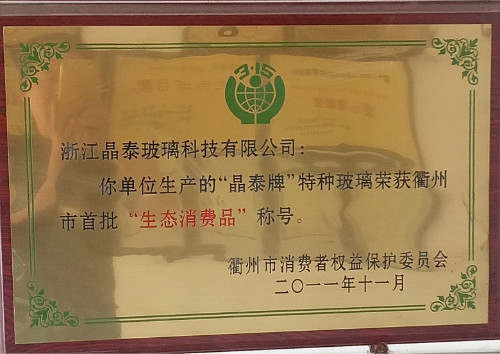 3·15
浙江晶泰玻璃科技有限公司：
你单位生产的“晶泰牌”特种玻璃荣获衢州
市首批“生态消费品”称号。
衢州市消费者权益保护委员会
二〇一一年十一月